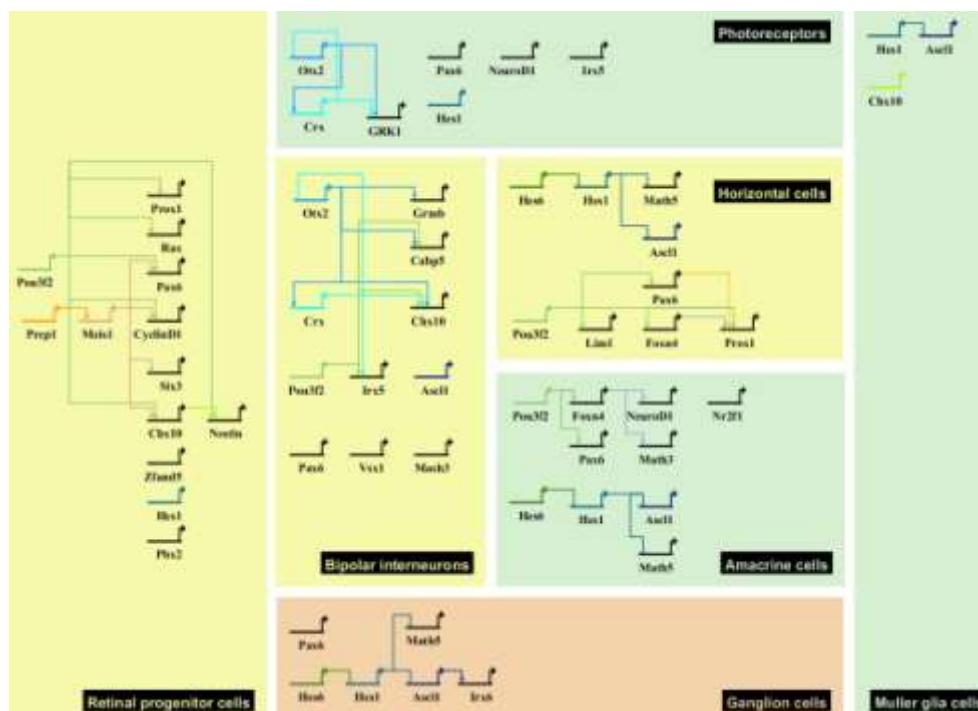 Photoreceptors
Otx2
Pax6
NeuroD1
Irx5
Crx
GRK1
Hes1
Hes1
Ascl1
Chx10
Muller glia cells
Prox1
Rax
Pou3f2
Pax6
Prep1
Meis1
CyclinD1
Six3
Chx10
Nestin
Zfand5
Hes1
Pbx2
Retinal progenitor cells
Otx2
Grm6
Cabp5
Crx
Chx10
Pou3f2
Irx5
Ascl1
Pax6
Vsx1
Math3
Bipolar interneurons
Horizontal cells
Hes6
Hes1
Math5
Ascl1
Pax6
Pou3f2
Lim1
Foxn4
Prox1
Pou3f2
Foxn4
NeuroD1
Nr2f1
Pax6
Math3
Hes6
Hes1
Ascl1
Math5
Amacrine cells
Pax6
Math5
Hes6
Hes1
Ascl1
Irx6
Ganglion cells